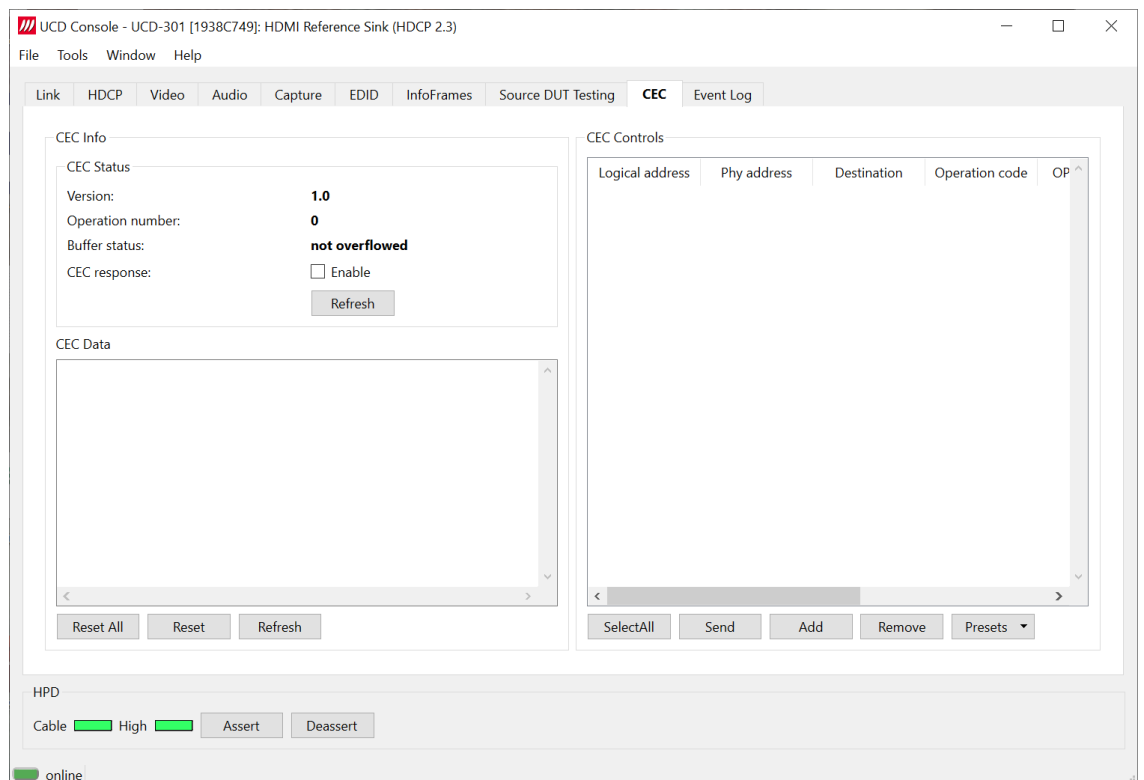 UCD Console - UCD-301 [1938C749]: HDMI Reference Sink (HDCP 2.3)
File Tools Window Help
Link HDCP Video Audio Capture EDID InfoFrames Source DUT Testing CEC Event Log
CEC Info
CEC Status
Version: 1.0
Operation number: 0
Buffer status: not overflowed
CEC response: Enable
Refresh
CEC Data
Reset All Reset Refresh
CEC Controls
Logical address Phy address Destination Operation code OP
SelectAll Send Add Remove Presets
HPD
Cable High Assert Deassert
online